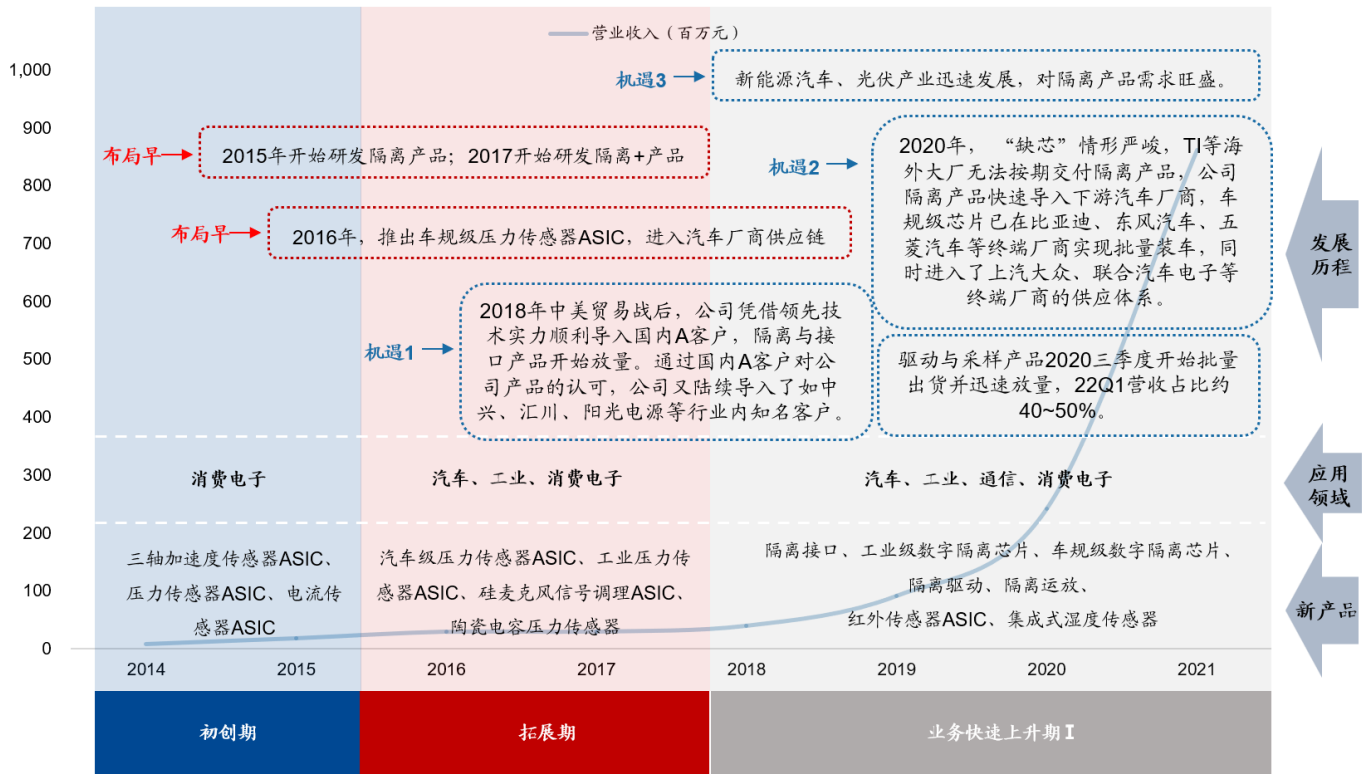 营业收入（百万元）
1,000
900
800
700
600
500
400
300
200
100
0
机遇3
新能源汽车、光伏产业迅速发展，对隔离产品需求旺盛。
布局早
2015年开始研发隔离产品；2017开始研发隔离+产品
机遇2
2020年，“缺芯”情形严峻，TI等海
外大厂无法按期交付隔离产品，公司
隔离产品快速导入下游汽车厂商，车
规级芯片已在比亚迪、东风汽车、五
菱汽车等终端厂商实现批量装车，同
时进入了上汽大众、联合汽车电子等
终端厂商的供应体系。
布局早
2016年，推出车规级压力传感器ASIC，进入汽车厂商供应链
机遇1
2018年中美贸易战后，公司凭借领先技
术实力顺利导入国内A客户，隔离与接
口产品开始放量。通过国内A客户对公
司产品的认可，公司又陆续导入了如中
兴、汇川、阳光电源等行业内知名客户。
驱动与采样产品2020三季度开始批量
出货并迅速放量，22Q1营收占比约
40~50%。
发展
历程
消费电子
汽车、工业、消费电子
汽车、工业、通信、消费电子
应用
领域
三轴加速度传感器ASIC、
压力传感器ASIC、电流传
感器ASIC
汽车级压力传感器ASIC、工业压力传
感器ASIC、硅麦克风信号调理ASIC、
陶瓷电容压力传感器
隔离接口、工业级数字隔离芯片、车规级数字隔离芯片、
隔离驱动、隔离运放、
红外传感器ASIC、集成式湿度传感器
新产品
2014
2015
2016
2017
2018
2019
2020
2021
初创期
拓展期
业务快速上升期Ⅰ